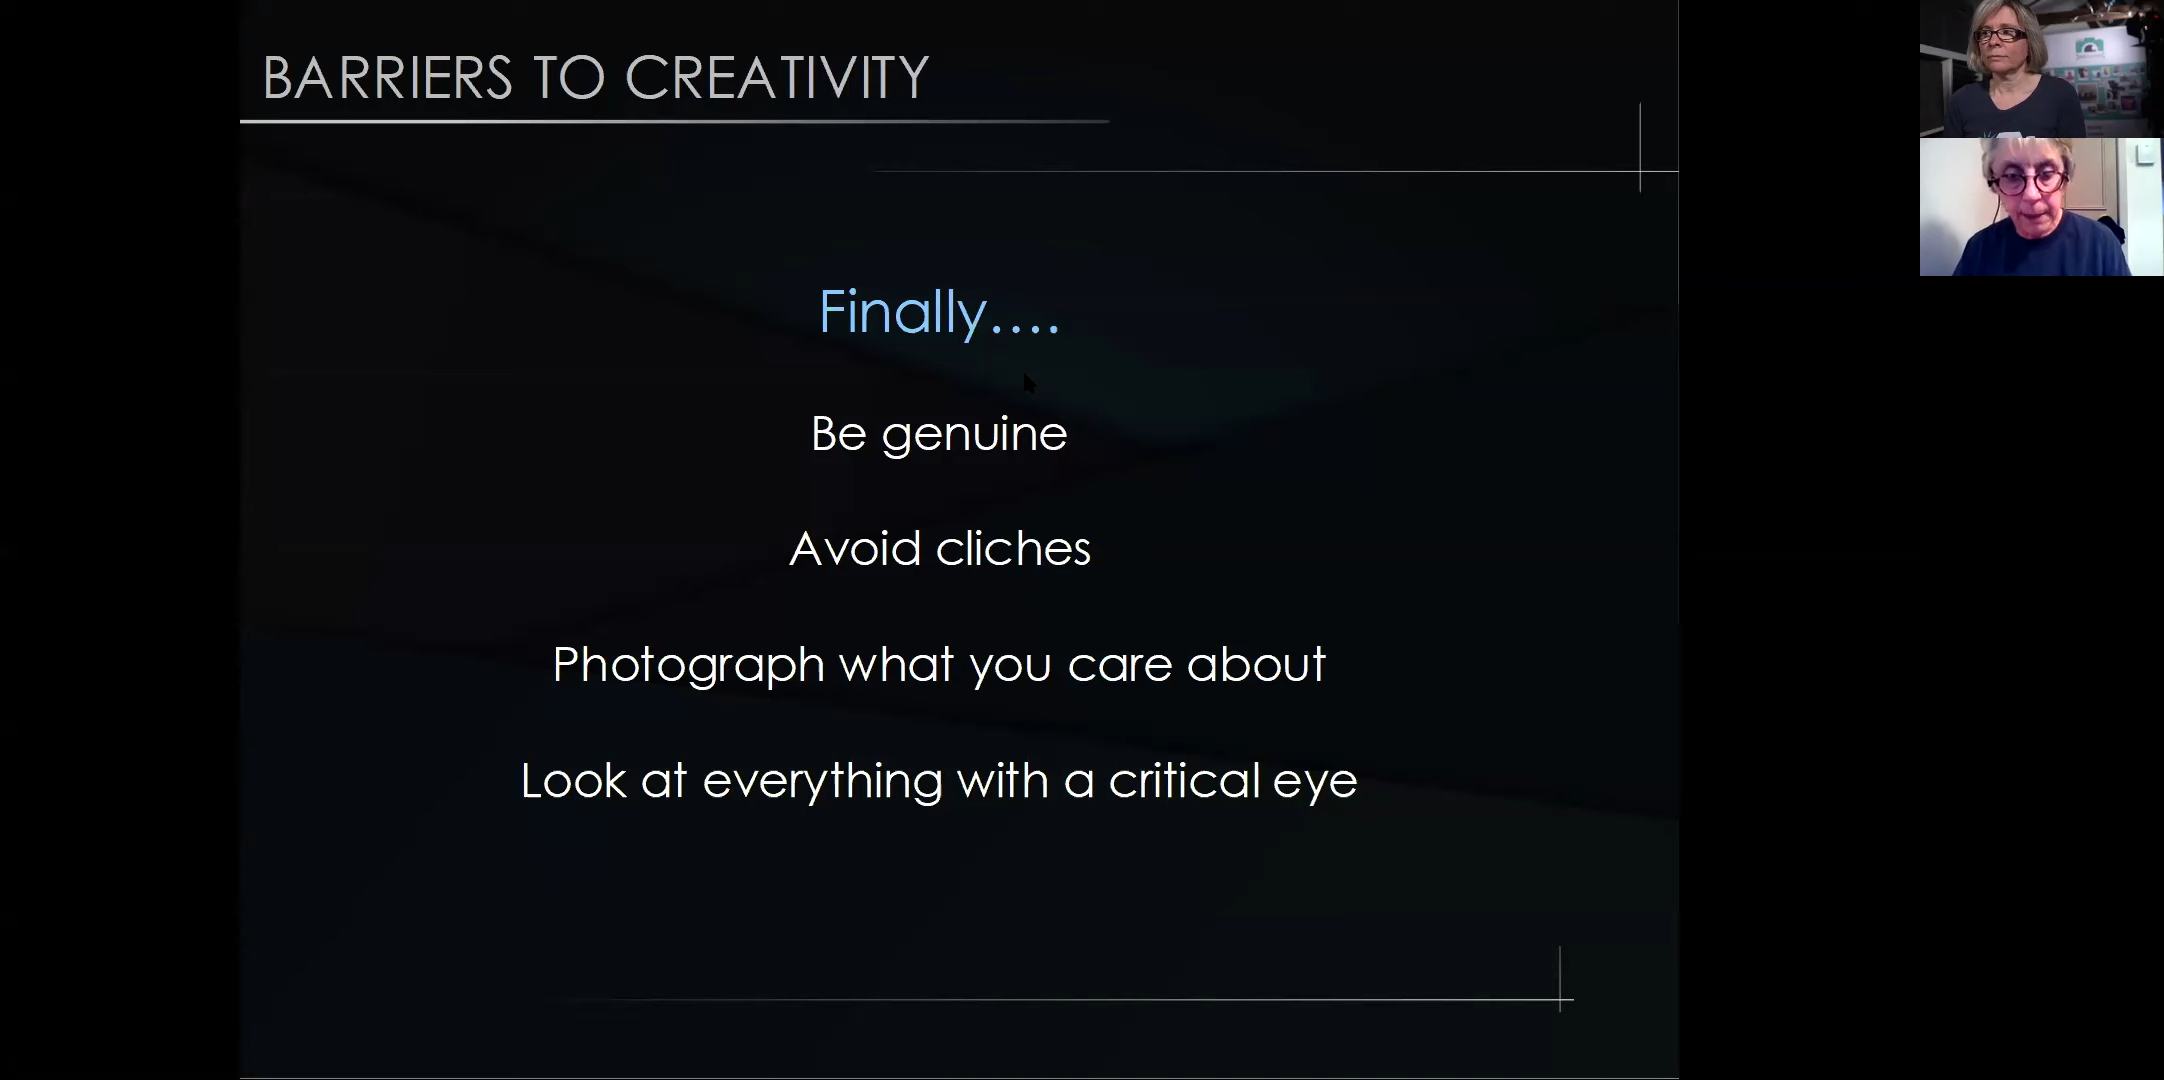 BARRIERS TO CREATIVITY
Finally....
Be genuine
Avoid cliches
Photograph what you care about
Look at everything with a critical eye